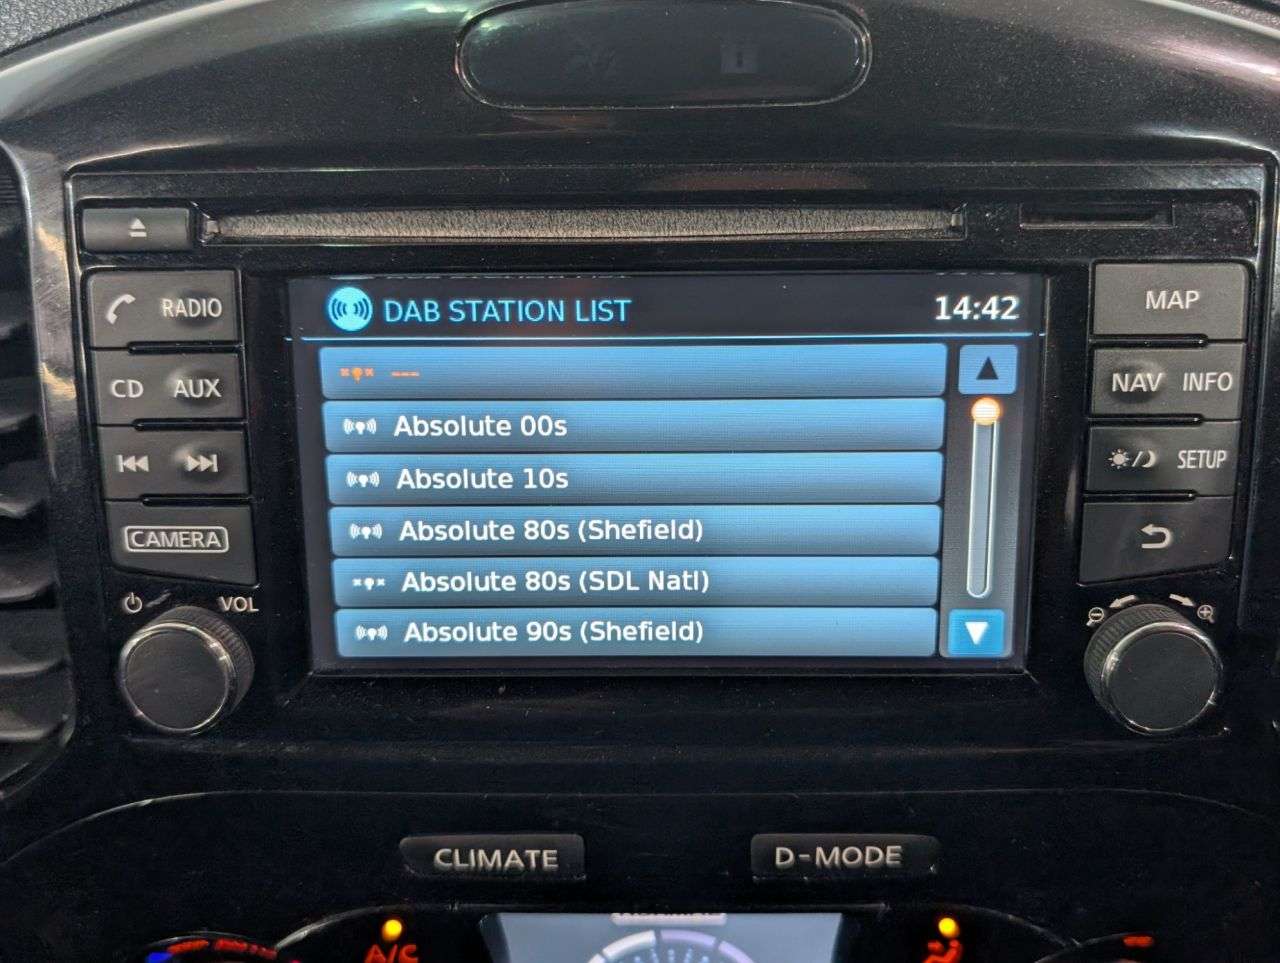 RADIO
DAB STATION LIST 14:42
MAP
---
CD AUX
NAV INFO
Absolute 00s
Absolute 10s
SETUP
Absolute 80s (Shefield)
CAMERA
Absolute 80s (SDL Natl)
VOL
Absolute 90s (Shefield)
CLIMATE
D-MODE
A/C